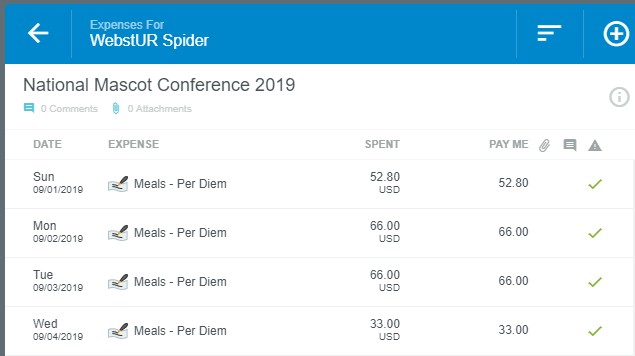 Expenses For
WebstUR Spider
National Mascot Conference 2019
0 Comments 0 Attachments
DATE EXPENSE SPENT PAY ME
Sun 09/01/2019 Meals - Per Diem 52.80 USD 52.80
Mon 09/02/2019 Meals - Per Diem 66.00 USD 66.00
Tue 09/03/2019 Meals - Per Diem 66.00 USD 66.00
Wed 09/04/2019 Meals - Per Diem 33.00 USD 33.00